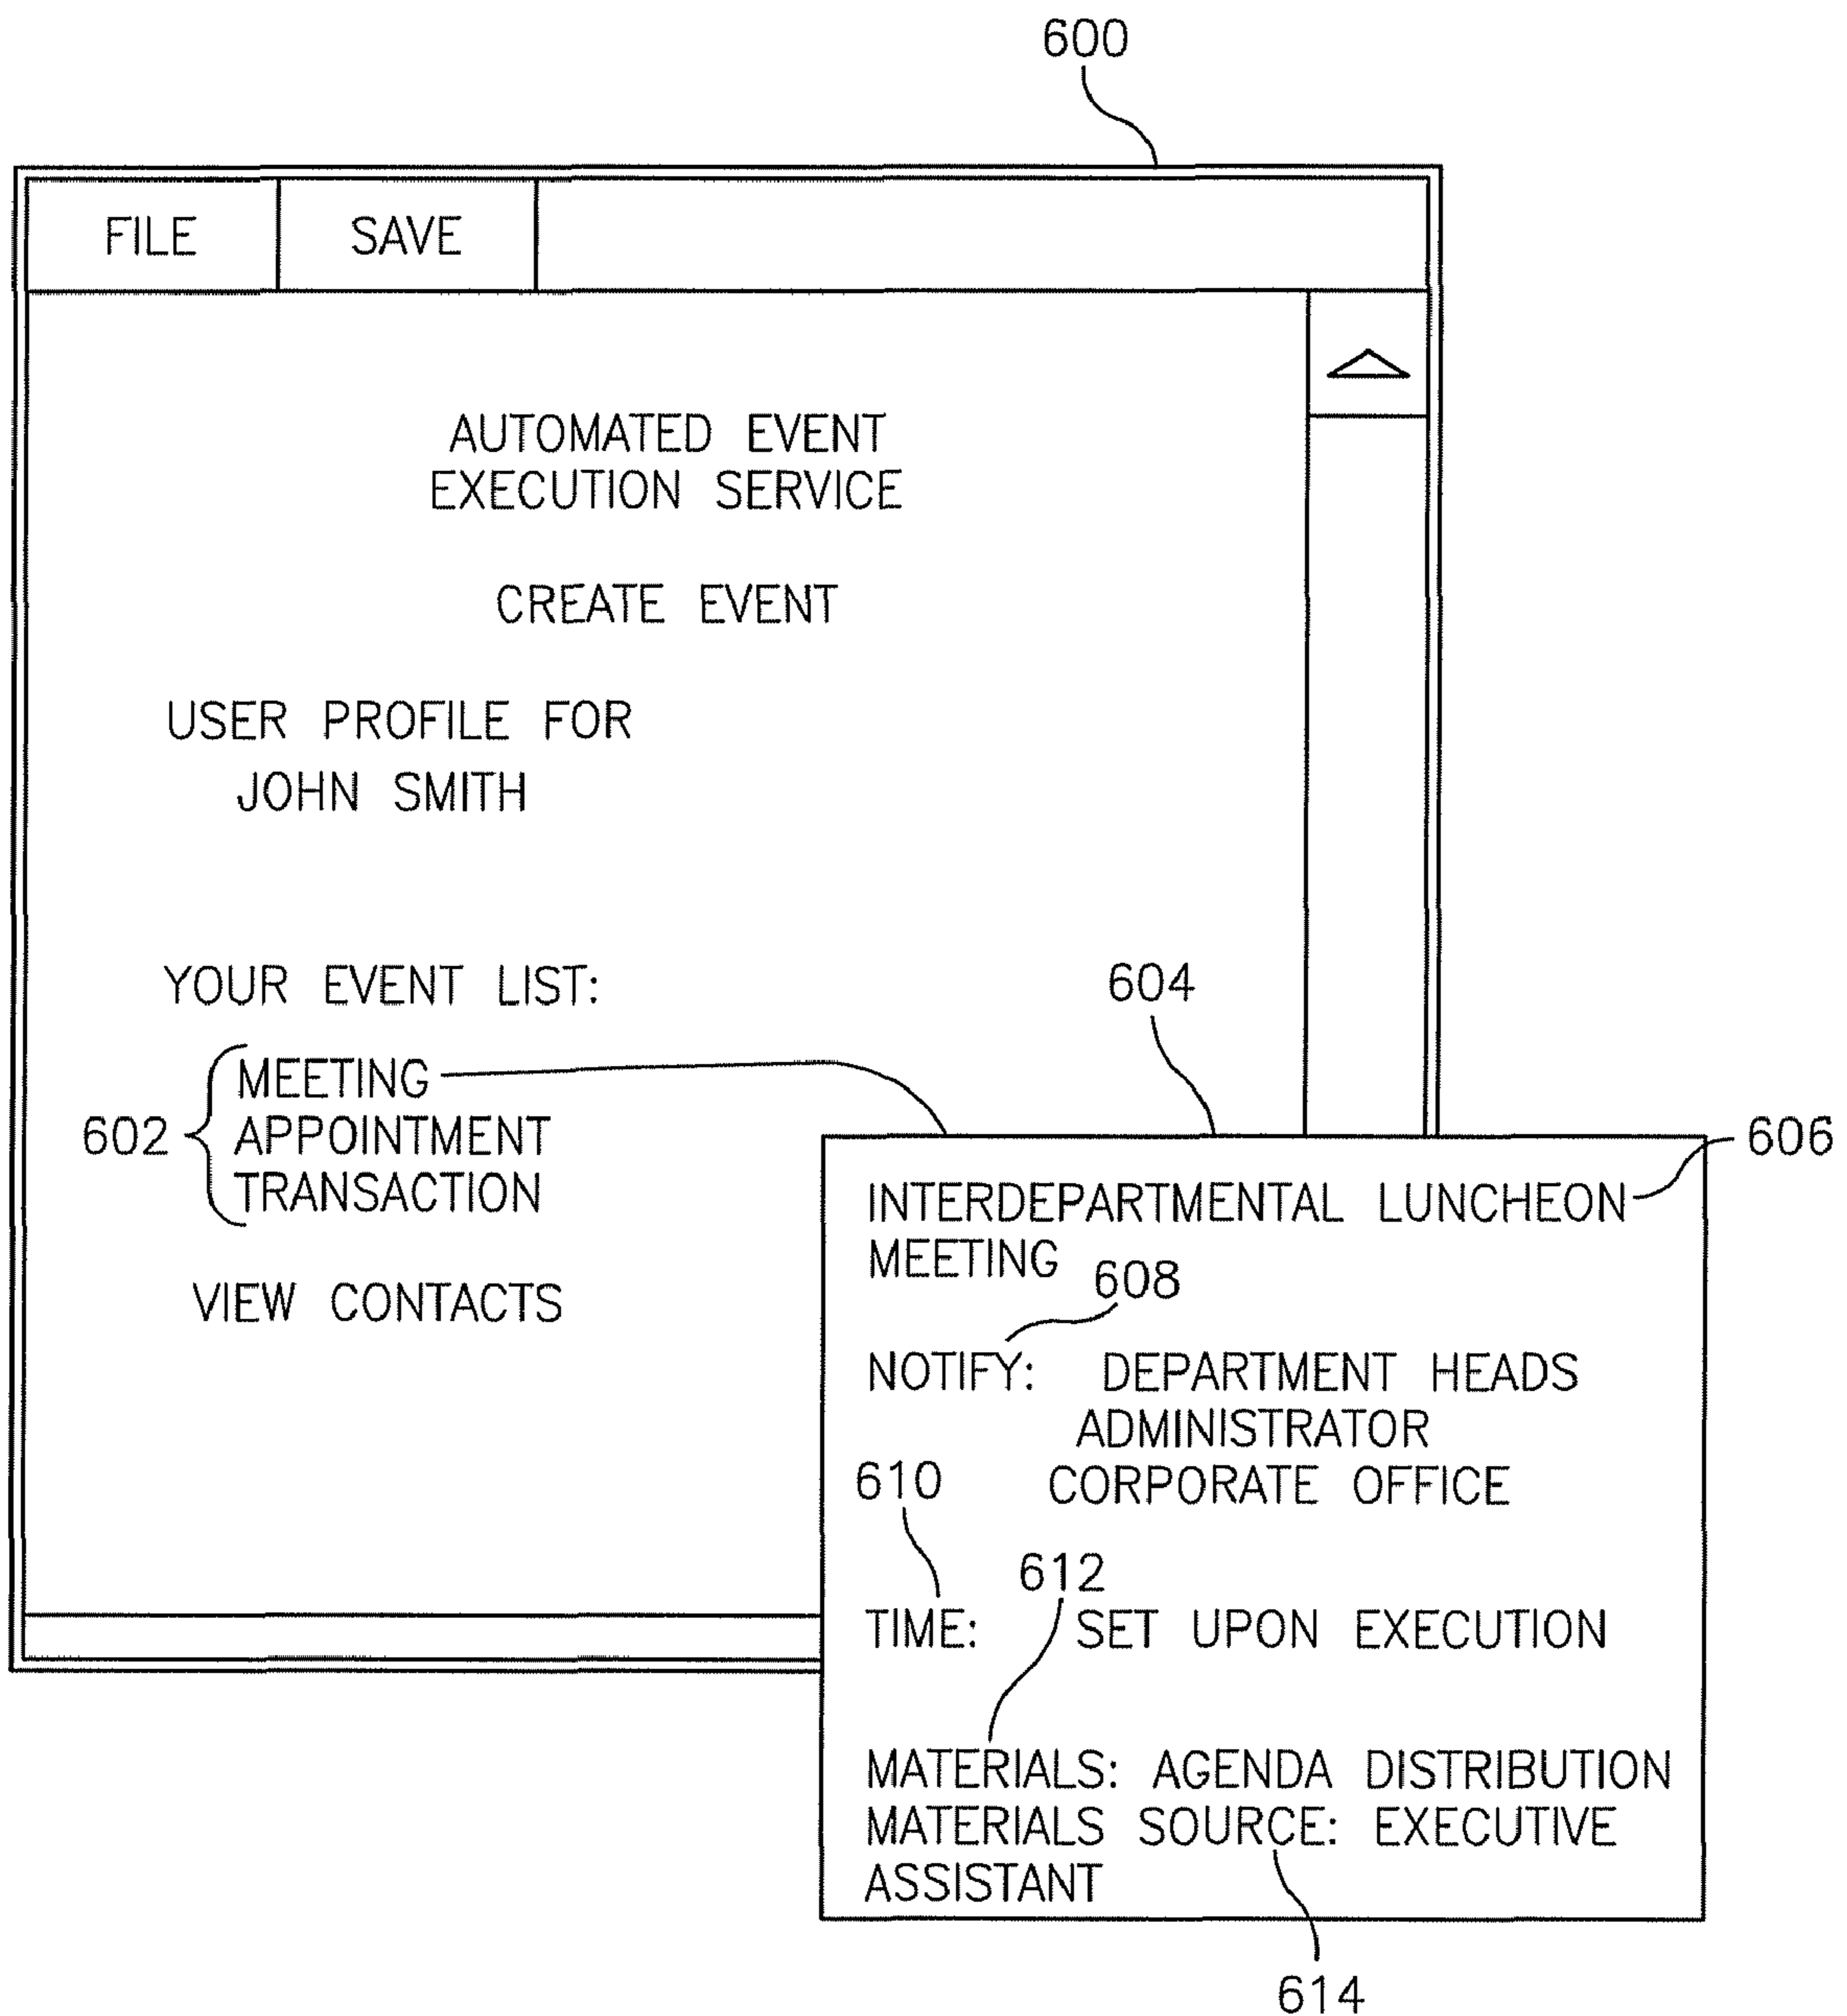 600
FILE SAVE
AUTOMATED EVENT
EXECUTION SERVICE
CREATE EVENT
USER PROFILE FOR
JOHN SMITH
YOUR EVENT LIST:
604
MEETING
602 APPOINTMENT
TRANSACTION
VIEW CONTACTS
606
INTERDEPARTMENTAL LUNCHEON
MEETING
608
NOTIFY: DEPARTMENT HEADS
ADMINISTRATOR
CORPORATE OFFICE
610
612
TIME: SET UPON EXECUTION
MATERIALS: AGENDA DISTRIBUTION
MATERIALS SOURCE: EXECUTIVE
ASSISTANT
614